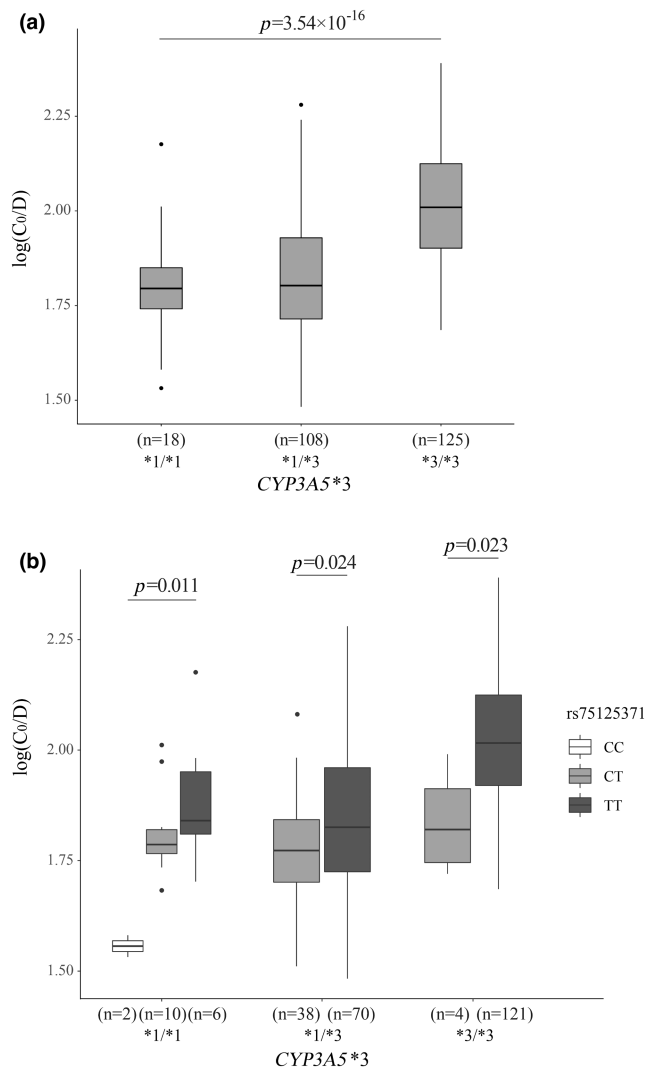 (a)
p=3.54×10-16
2.25
2.00
1.75
1.50
log(C0/D)
(n=18) (n=108) (n=125)
*1/*1 *1/*3 *3/*3
CYP3A5*3
(b)
p=0.011 p=0.024 p=0.023
2.25
2.00
1.75
1.50
log(C0/D)
rs75125371
CC
CT
TT
(n=2) (n=10) (n=6) (n=38) (n=70) (n=4) (n=121)
*1/*1 *1/*3 *3/*3
CYP3A5*3